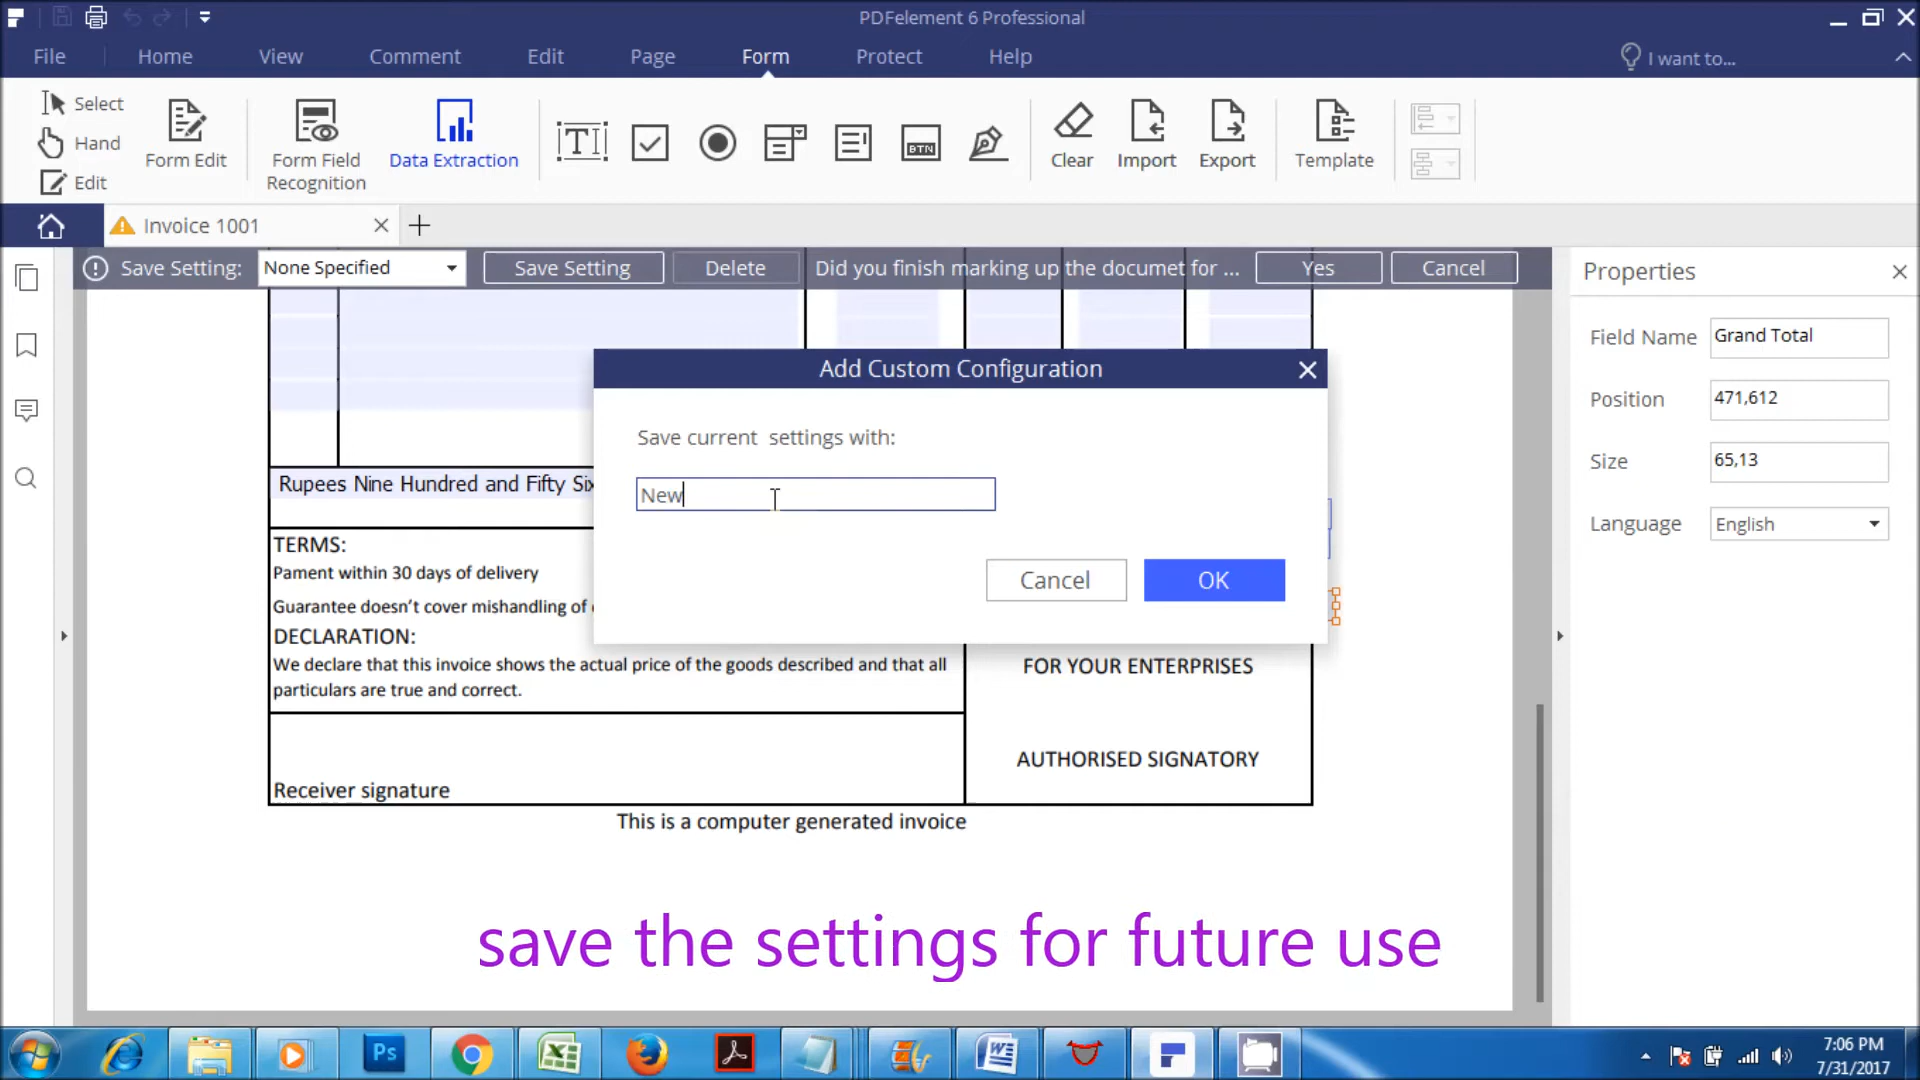 PDFelement 6 Professional
File Home View Comment Edit Page Form Protect Help I want to...
Select
Hand
Edit
Form Edit
Form Field
Recognition
Data Extraction
BTN
Clear
Import
Export
Template
Invoice 1001
Save Setting: None Specified Save Setting Delete Did you finish marking up the documet for ... Yes Cancel
Properties
Field Name Grand Total
Position 471,612
Size 65,13
Language English
Add Custom Configuration
Save current settings with:
New
Cancel OK
Rupees Nine Hundred and Fifty Six
TERMS:
Pament within 30 days of delivery
Guarantee doesn't cover mishandling of
DECLARATION:
We declare that this invoice shows the actual price of the goods described and that all
particulars are true and correct.
FOR YOUR ENTERPRISES
AUTHORISED SIGNATORY
Receiver signature
This is a computer generated invoice
save the settings for future use
Ps
7:06 PM
7/31/2017